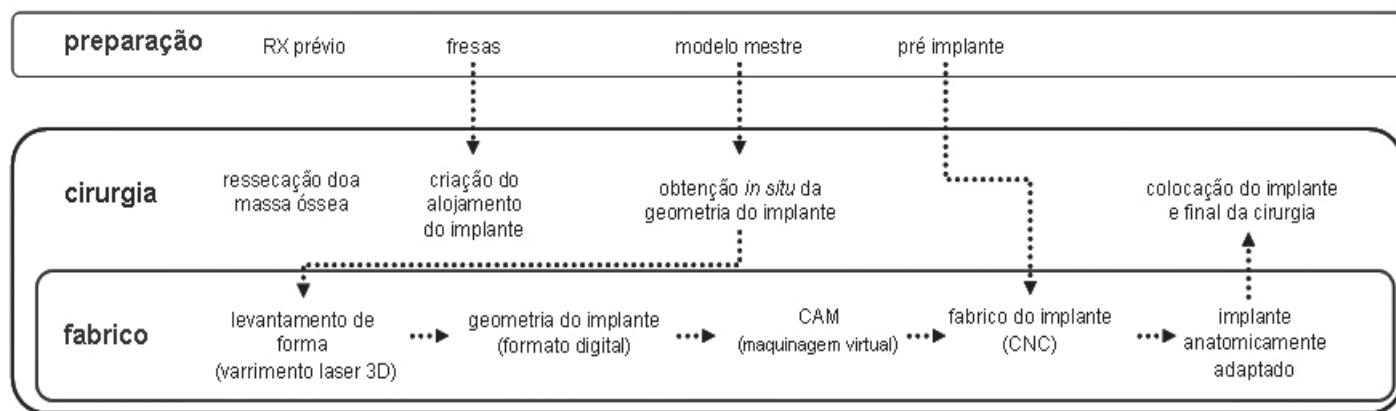 preparação
RX prévio
fresas
modelo mestre
pré implante
cirurgia
ressecação doa
massa óssea
criação do
alojamento
do implante
obtenção in situ da
geometria do implante
colocação do implante
e final da cirurgia
fabrico
levantamento de
forma
(varrimento laser 3D)
geometria do implante
(formato digital)
CAM
(maquinagem virtual)
fabrico do implante
(CNC)
implante
anatomicamente
adaptado